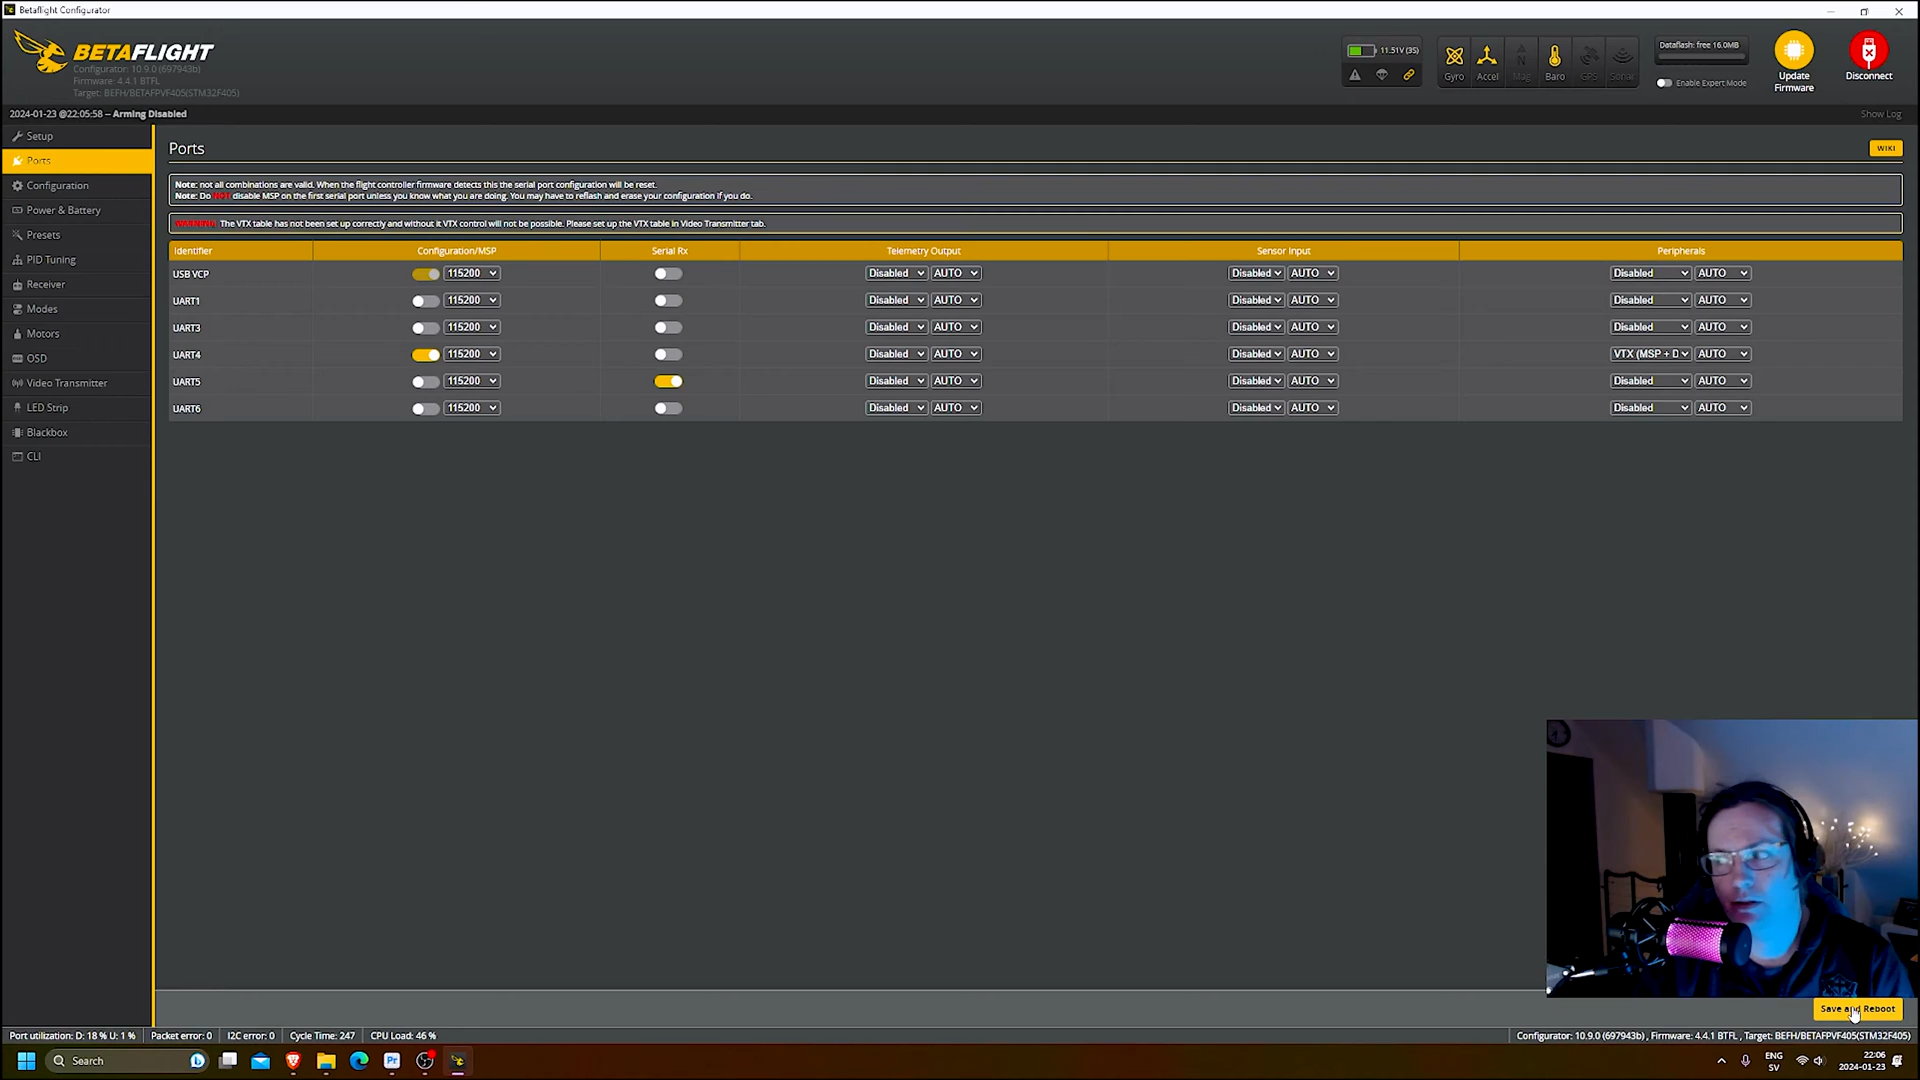 Betaflight Configurator
BETAFLIGHT
Configurator: 10.9.0 (697943b)
Firmware: 4.4.1 BTFL
Target: BEFH/BETAFPVF405(STM32F405)
11.51V (3S)
Gyro Accel Mag Baro GPS Sonar
Dataflash: free 16.0MB
Enable Expert Mode
Update Firmware
Disconnect
2024-01-23 @22:05:58 -- Arming Disabled
Show Log
Setup
Ports
Configuration
Power & Battery
Presets
PID Tuning
Receiver
Modes
Motors
OSD
Video Transmitter
LED Strip
Blackbox
CLI
Ports
WIKI
Note: not all combinations are valid. When the flight controller firmware detects this the serial port configuration will be reset.
Note: Do NOT disable MSP on the first serial port unless you know what you are doing. You may have to reflash and erase your configuration if you do.
WARNING: The VTX table has not been set up correctly and without it VTX control will not be possible. Please set up the VTX table in Video Transmitter tab.
Identifier Configuration/MSP Serial Rx Telemetry Output Sensor Input Peripherals
USB VCP 115200 Disabled AUTO Disabled AUTO Disabled AUTO
UART1 115200 Disabled AUTO Disabled AUTO Disabled AUTO
UART3 115200 Disabled AUTO Disabled AUTO Disabled AUTO
UART4 115200 Disabled AUTO Disabled AUTO VTX (MSP + D AUTO
UART5 115200 Disabled AUTO Disabled AUTO Disabled AUTO
UART6 115200 Disabled AUTO Disabled AUTO Disabled AUTO
Save and Reboot
Port utilization: D: 18 % U: 1 % Packet error: 0 I2C error: 0 Cycle Time: 247 CPU Load: 46 %
Configurator: 10.9.0 (697943b) , Firmware: 4.4.1 BTFL , Target: BEFH/BETAFPVF405(STM32F405)
Search
Pr
ENG
SV
22:06
2024-01-23